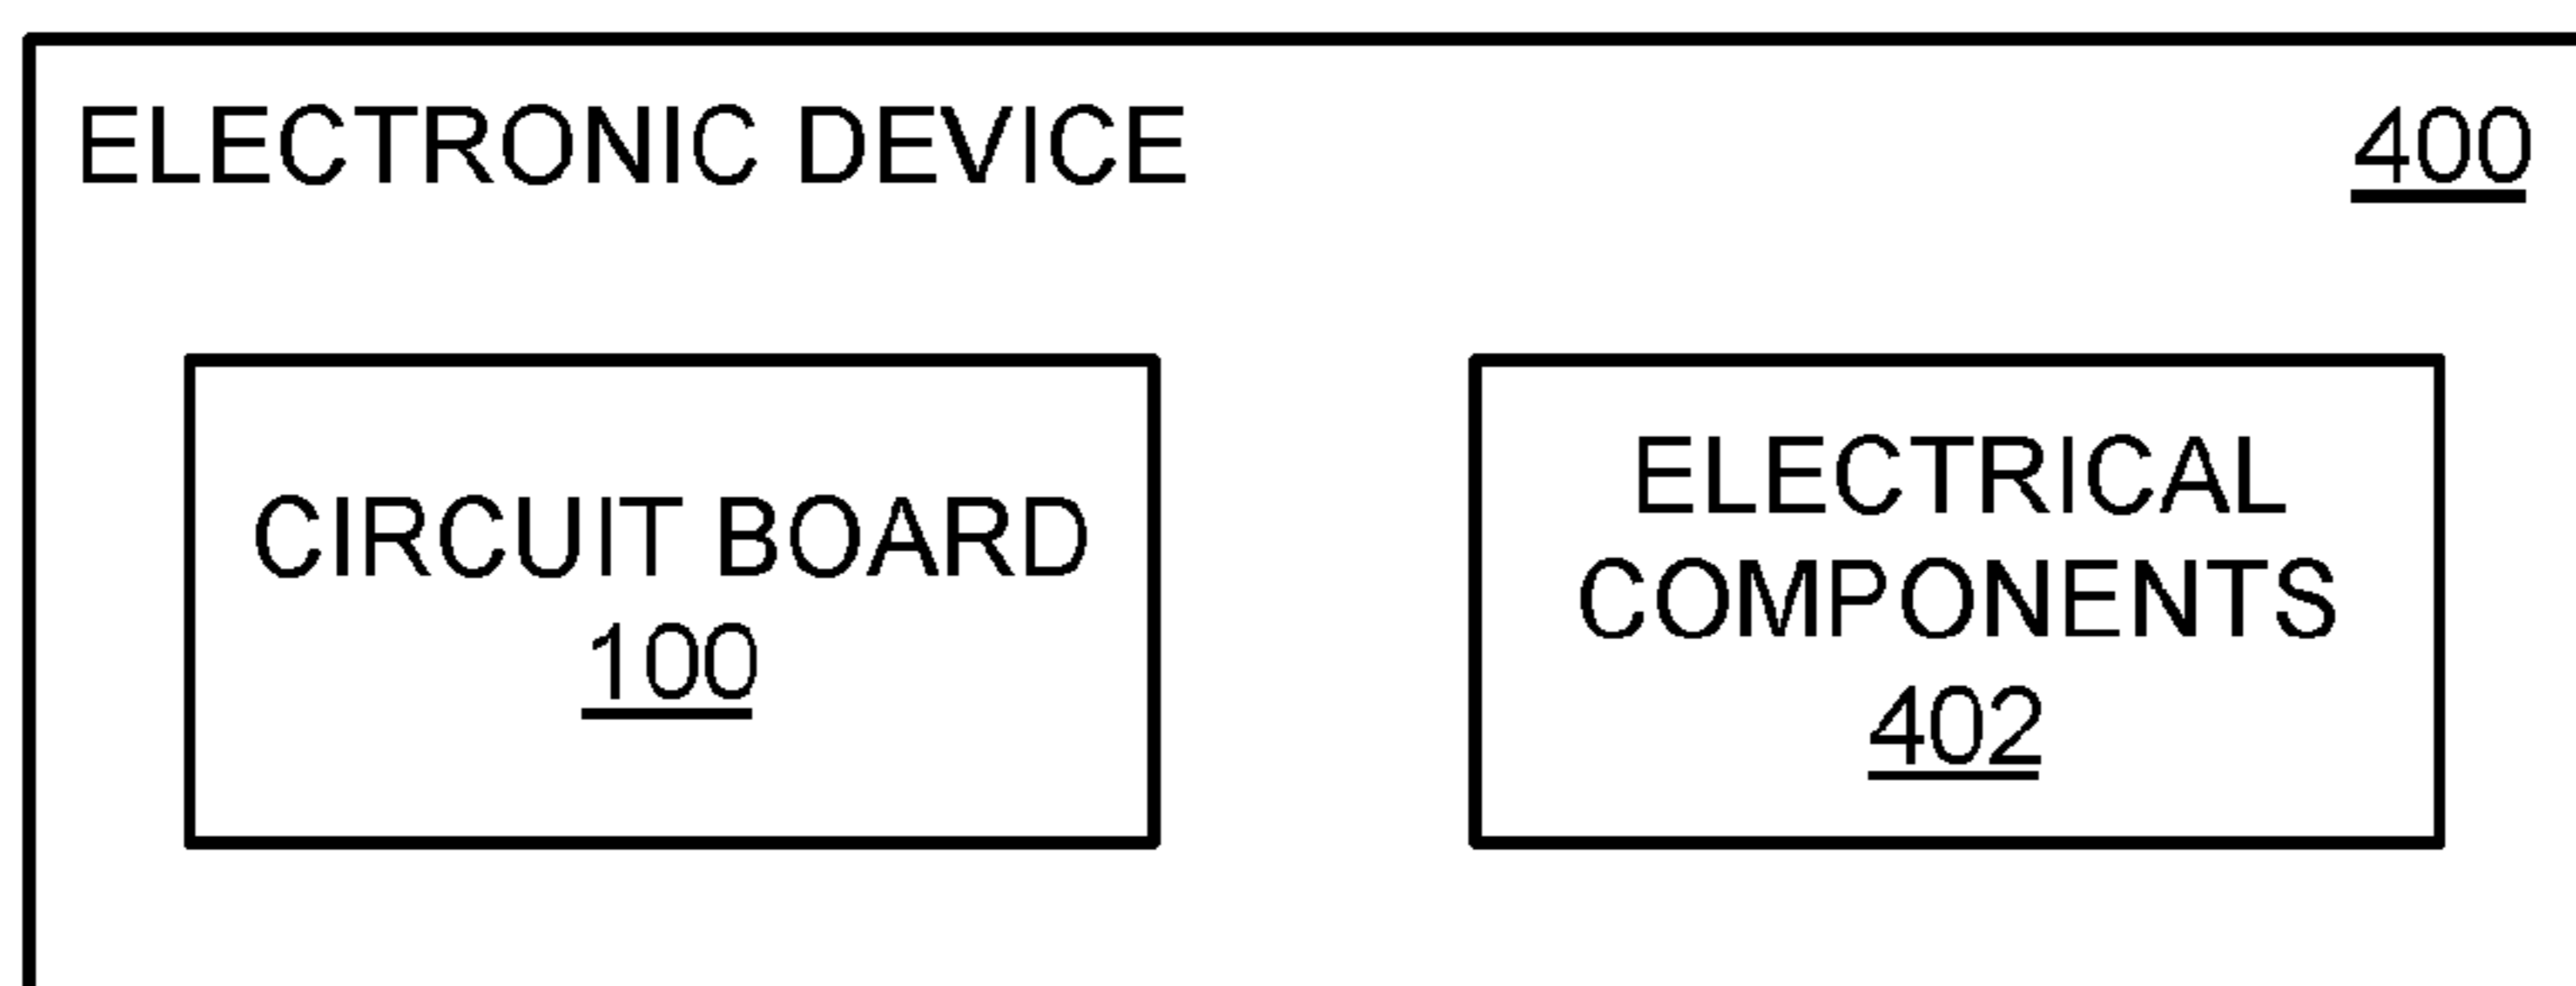 ELECTRONIC DEVICE 400
CIRCUIT BOARD
100
ELECTRICAL
COMPONENTS
402